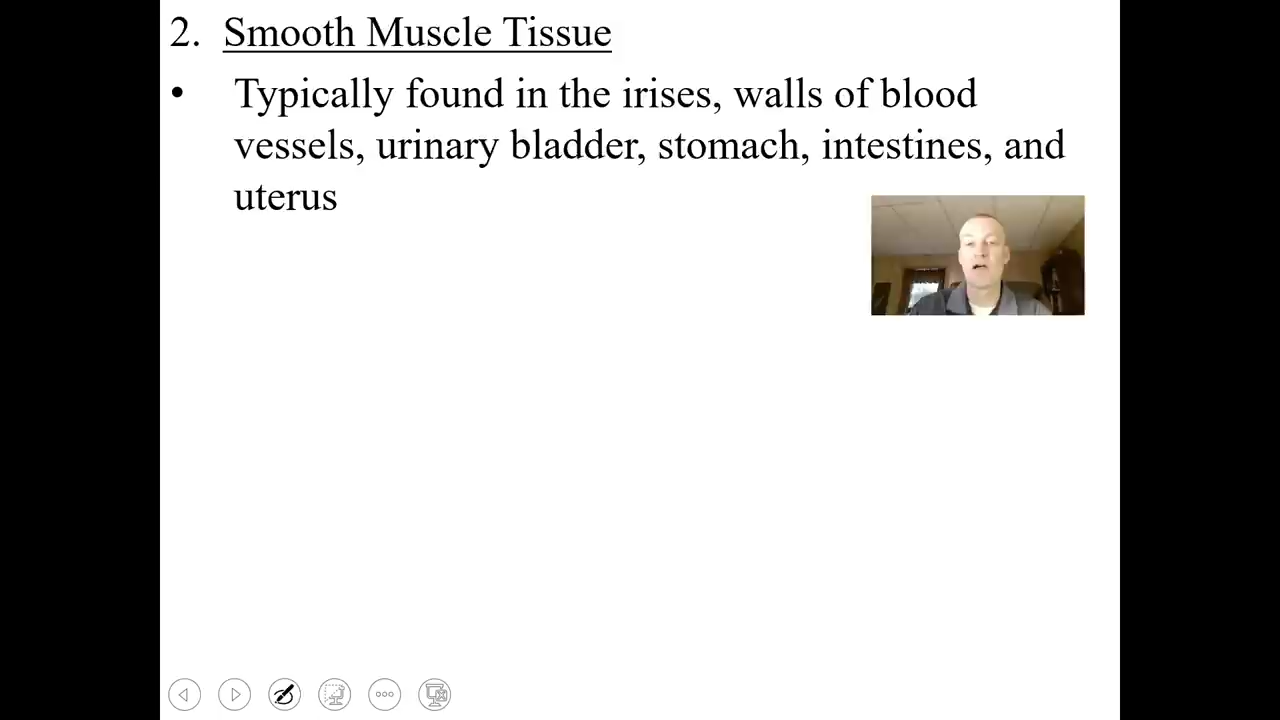 2. Smooth Muscle Tissue
• Typically found in the irises, walls of blood
vessels, urinary bladder, stomach, intestines, and
uterus